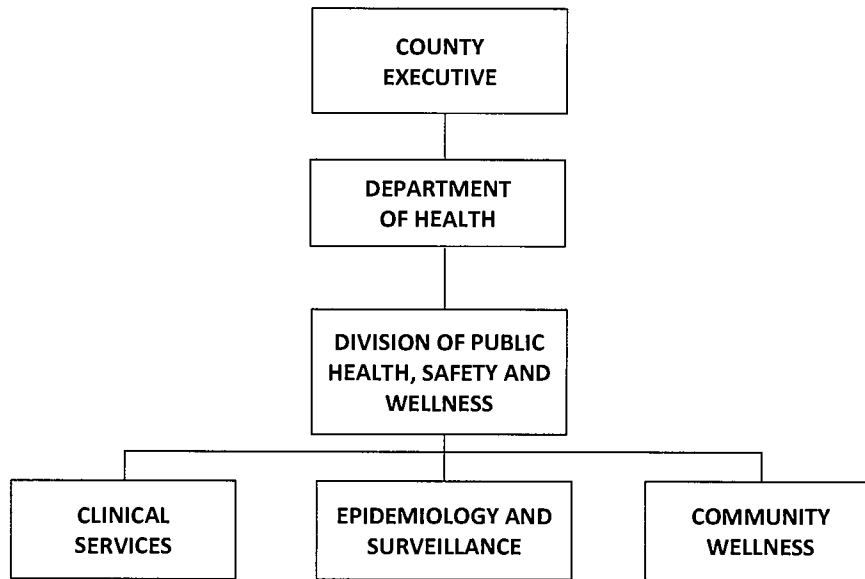 COUNTY
EXECUTIVE
DEPARTMENT
OF HEALTH
DIVISION OF PUBLIC
HEALTH, SAFETY AND
WELLNESS
CLINICAL
SERVICES
EPIDEMIOLOGY AND
SURVEILLANCE
COMMUNITY
WELLNESS